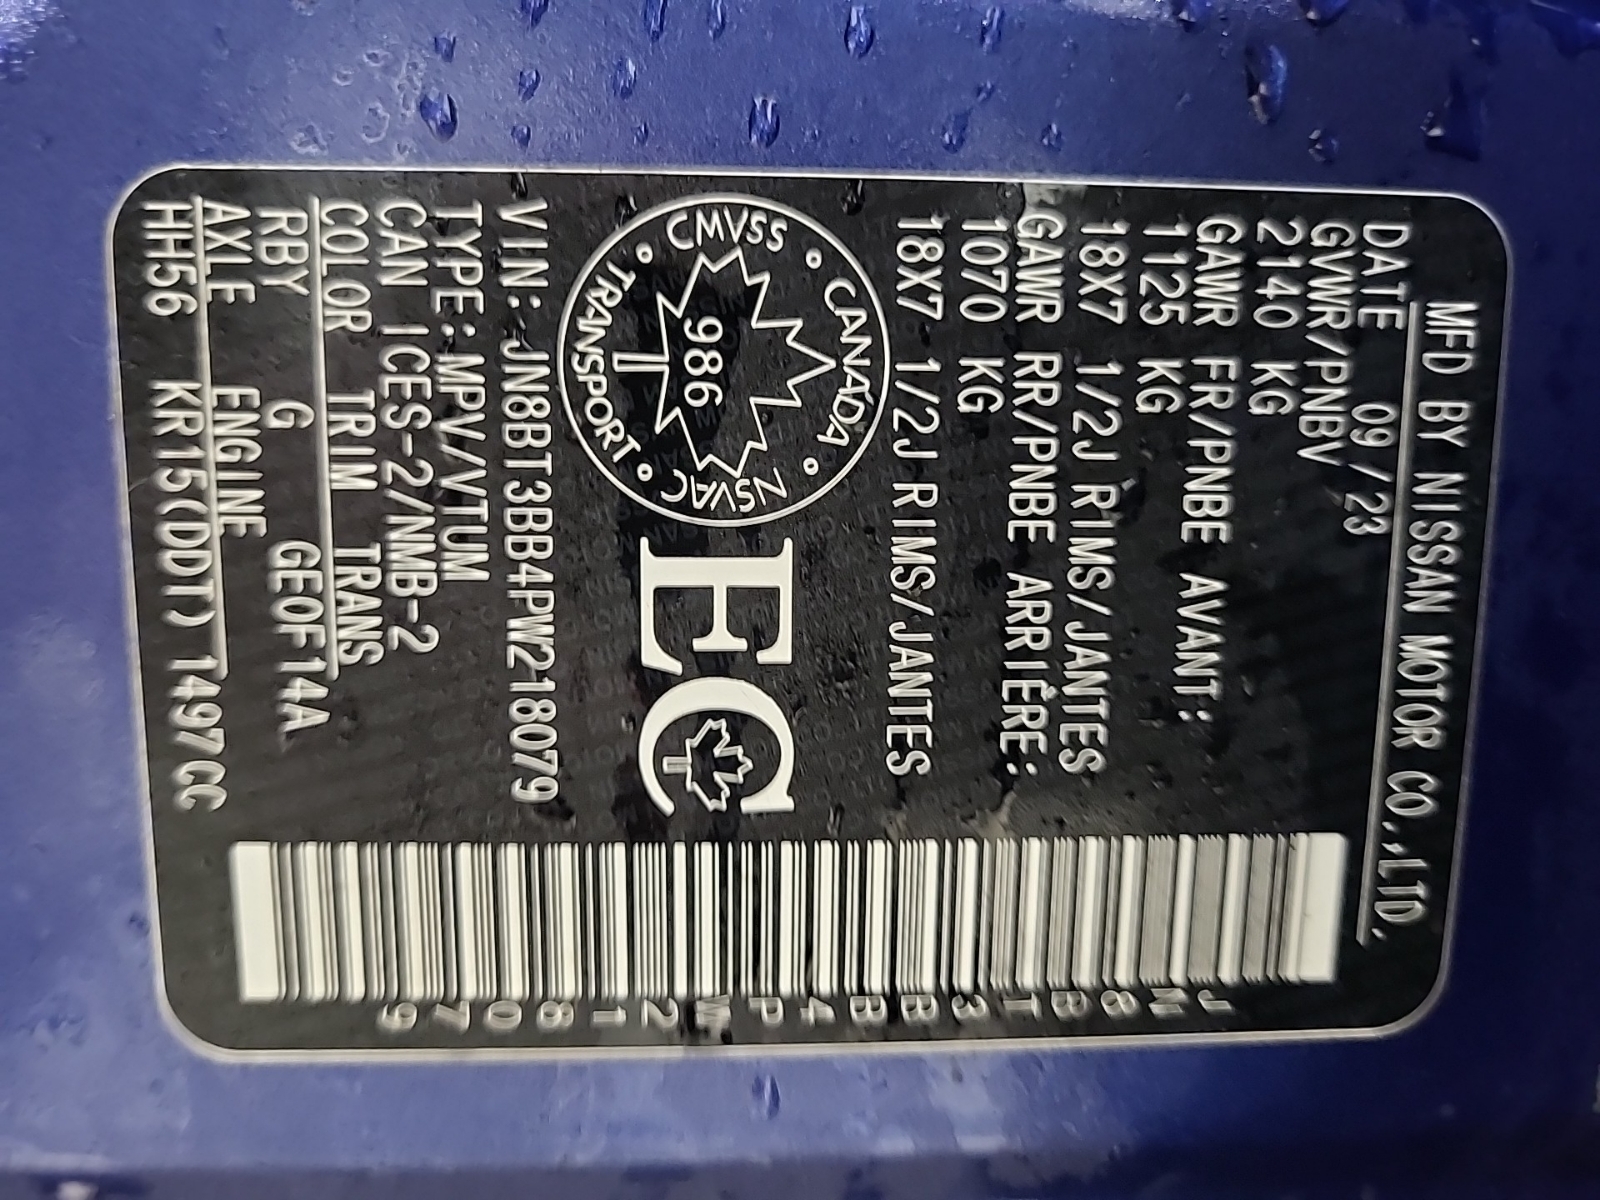 MFD BY NISSAN MOTOR CO.,LTD.
DATE 09/23
GVWR/PNBV
2140 KG
GAWR FR/PNBE AVANT:
1125 KG
18X7 1/2J RIMS/JANTES
GAWR RR/PNBE ARRIÈRE:
1070 KG
18X7 1/2J RIMS/JANTES
CANADA
CMVSS
NSVAC
986
TRANSPORT
EC
VIN: JN8BT3BB4PW218079
TYPE:MPV/VTUM
CAN ICES-2/NMB-2
COLOR TRIM TRANS
RBY G GE0F14A
AXLE ENGINE
HH56 KR15(DDT) 1497CC
JN8BT3BB4PW218079